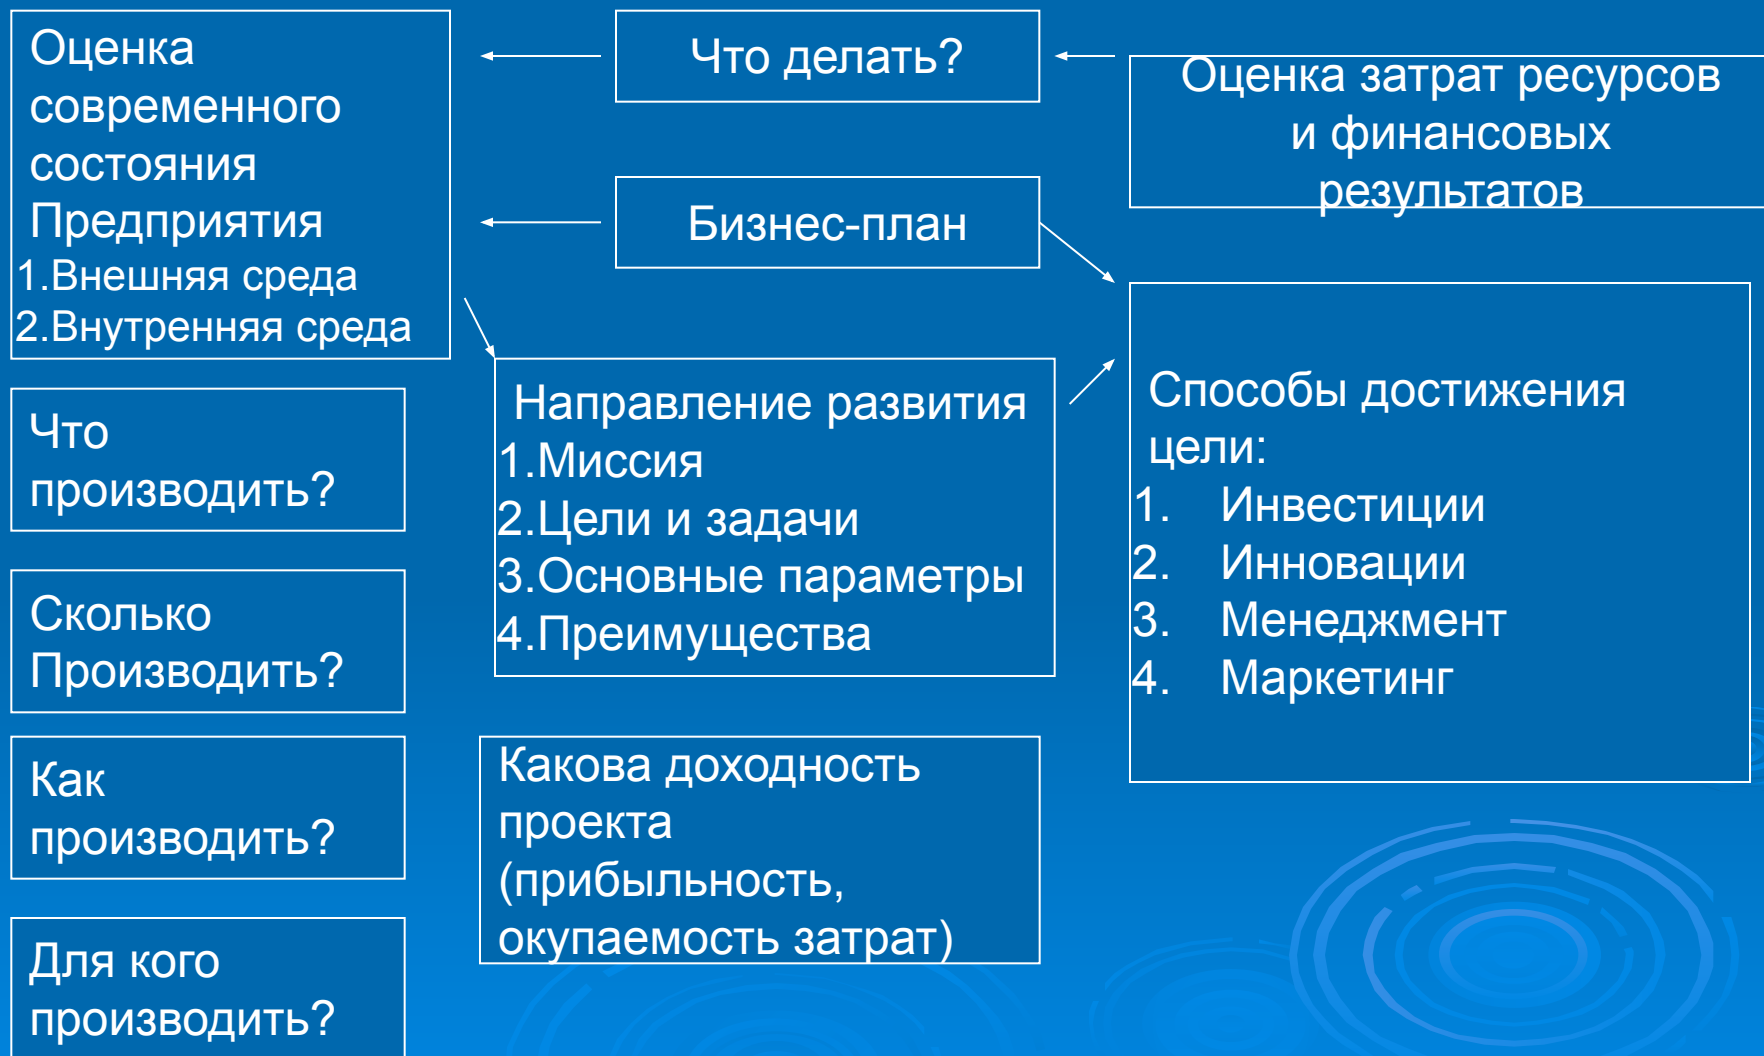 Оценка
современного
состояния
Предприятия
1.Внешняя среда
2.Внутренняя среда
Что делать?
Оценка затрат ресурсов
и финансовых
результатов
Бизнес-план
Направление развития
1.Миссия
2.Цели и задачи
3.Основные параметры
4.Преимущества
Способы достижения
цели:
1. Инвестиции
2. Инновации
3. Менеджмент
4. Маркетинг
Что
производить?
Сколько
Производить?
Как
производить?
Для кого
производить?
Какова доходность
проекта
(прибыльность,
окупаемость затрат)